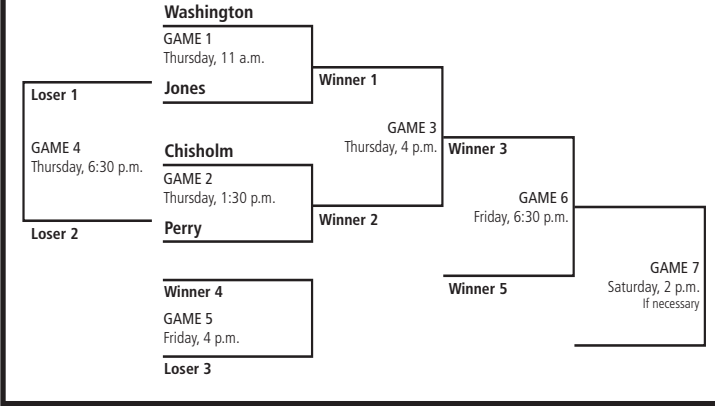 Washington
GAME 1
Thursday, 11 a.m.
Jones
Winner 1
Loser 1
GAME 4
Thursday, 6:30 p.m.
Loser 2
Chisholm
GAME 2
Thursday, 1:30 p.m.
Perry
Winner 2
GAME 3
Thursday, 4 p.m.
Winner 3
GAME 6
Friday, 6:30 p.m.
Winner 5
Winner 4
GAME 5
Friday, 4 p.m.
Loser 3
GAME 7
Saturday, 2 p.m.
If necessary